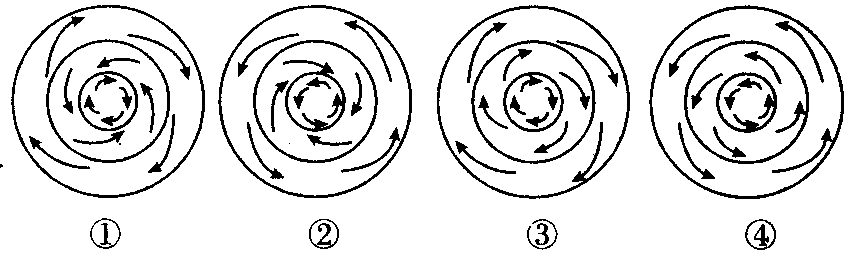 ① ② ③ ④